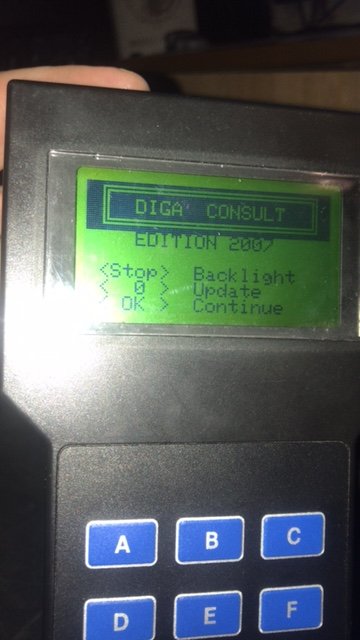 DIGA CONSULT
EDITION 2007
<Stop> Backlight
< 0 > Update
< OK > Continue
A B C
D E F